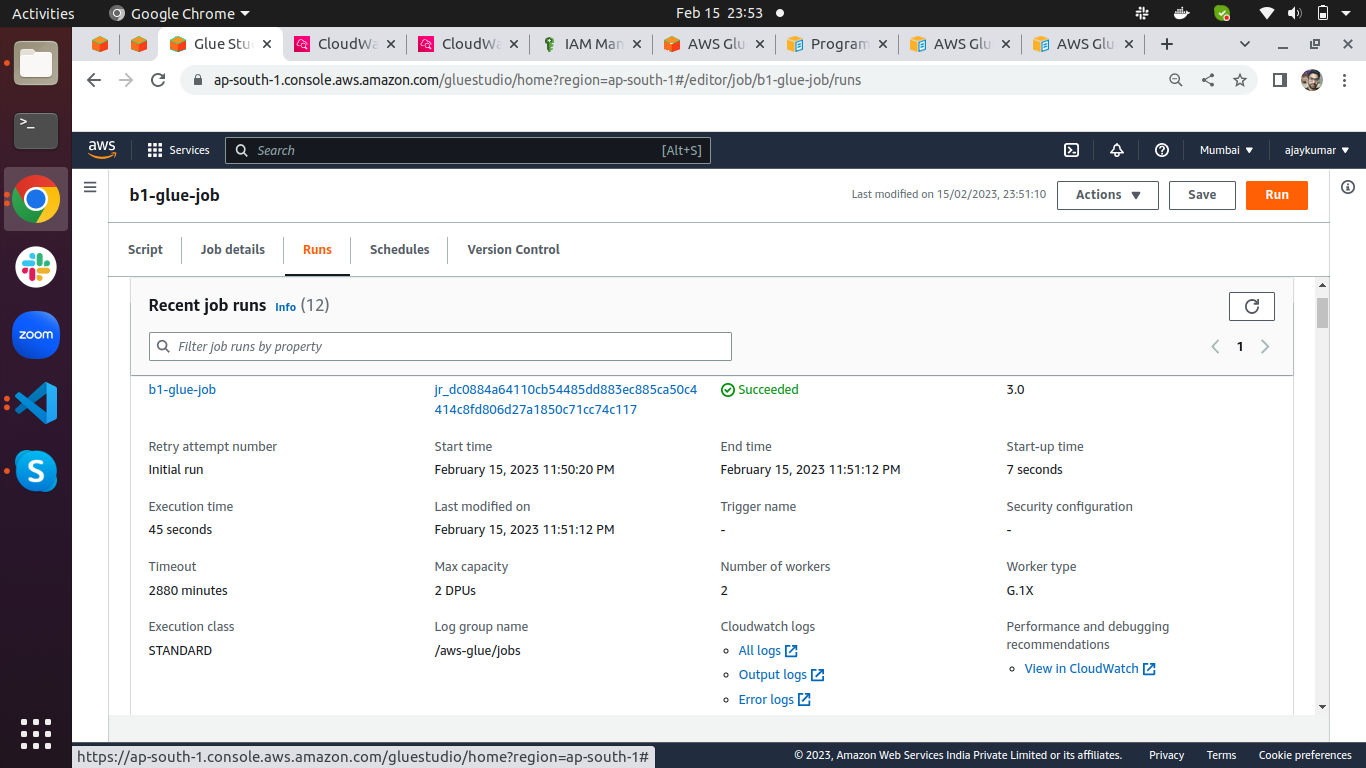 Activities
Google Chrome
Feb 15 23:53
Glue Stu
CloudWa
CloudWa
IAM Man
AWS Glu
Program
AWS Glu
AWS Glu
ap-south-1.console.aws.amazon.com/gluestudio/home?region=ap-south-1#/editor/job/b1-glue-job/runs
aws
Services
Search
[Alt+S]
Mumbai
ajaykumar
b1-glue-job
Last modified on 15/02/2023, 23:51:10
Actions
Save
Run
Script
Job details
Runs
Schedules
Version Control
Recent job runs Info (12)
Filter job runs by property
1
b1-glue-job
jr_dc0884a64110cb54485dd883ec885ca50c4
414c8fd806d27a1850c71cc74c117
Succeeded
3.0
Retry attempt number
Initial run
Start time
February 15, 2023 11:50:20 PM
End time
February 15, 2023 11:51:12 PM
Start-up time
7 seconds
Execution time
45 seconds
Last modified on
February 15, 2023 11:51:12 PM
Trigger name
-
Security configuration
-
Timeout
2880 minutes
Max capacity
2 DPUs
Number of workers
2
Worker type
G.1X
Execution class
STANDARD
Log group name
/aws-glue/jobs
Cloudwatch logs
All logs
Output logs
Error logs
Performance and debugging
recommendations
View in CloudWatch
zoom
https://ap-south-1.console.aws.amazon.com/gluestudio/home?region=ap-south-1#
© 2023, Amazon Web Services India Private Limited or its affiliates.
Privacy
Terms
Cookie preferences